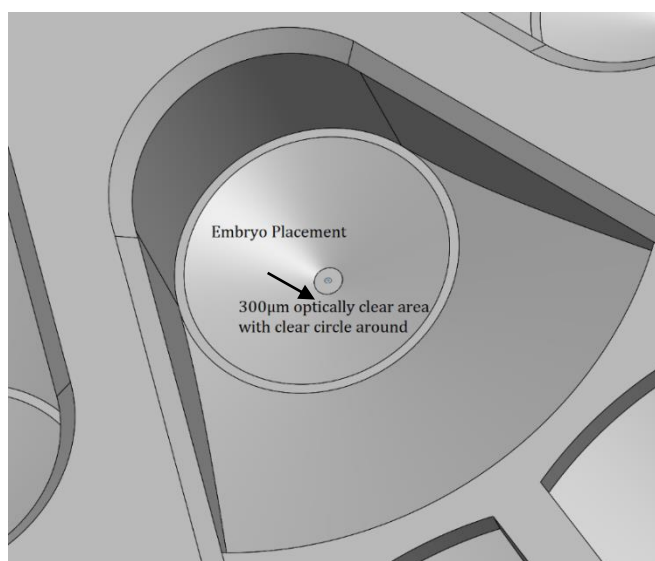 Embryo Placement
300µm optically clear area
with clear circle around